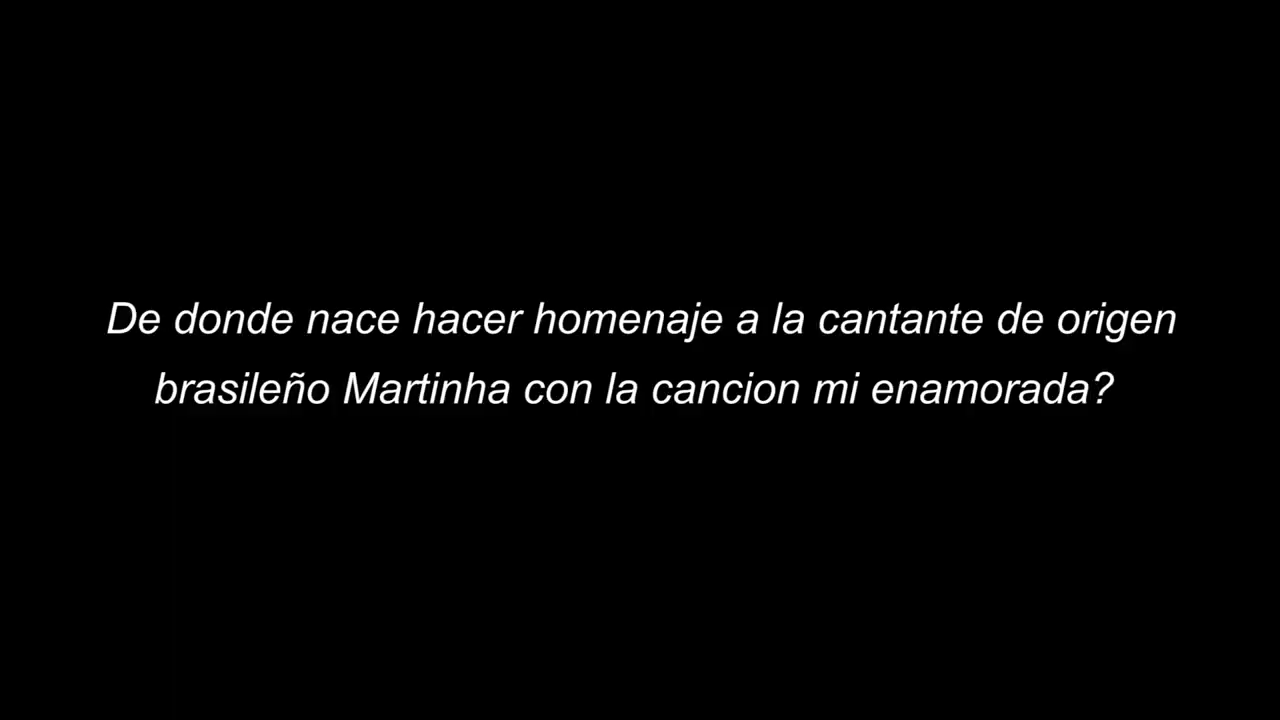 De donde nace hacer homenaje a la cantante de origen
brasileño Martinha con la cancion mi enamorada?